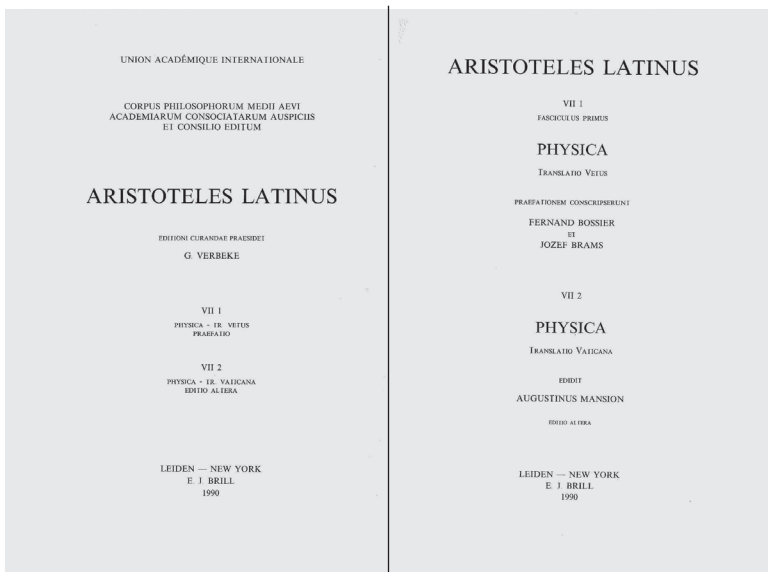 UNION ACADÉMIQUE INTERNATIONALE
CORPUS PHILOSOPHORUM MEDII AEVI
ACADEMIARUM CONSOCIATARUM AUSPICIIS
ET CONSILIO EDITUM
ARISTOTELES LATINUS
EDITIONI CURANDAE PRAESIDET
G. VERBEKE
VII 1
PHYSICA - TR. VETUS
PRAEFATIO
VII 2
PHYSICA - TR. VATICANA
EDITIO ALTERA
LEIDEN — NEW YORK
E. J. BRILL
1990
ARISTOTELES LATINUS
VII 1
FASCICULUS PRIMUS
PHYSICA
TRANSLATIO VETUS
PRAEFATIONEM CONSCRIPSERUNT
FERNAND BOSSIER
ET
JOZEF BRAMS
VII 2
PHYSICA
TRANSLATIO VATICANA
EDIDIT
AUGUSTINUS MANSION
EDITIO ALTERA
LEIDEN — NEW YORK
E. J. BRILL
1990